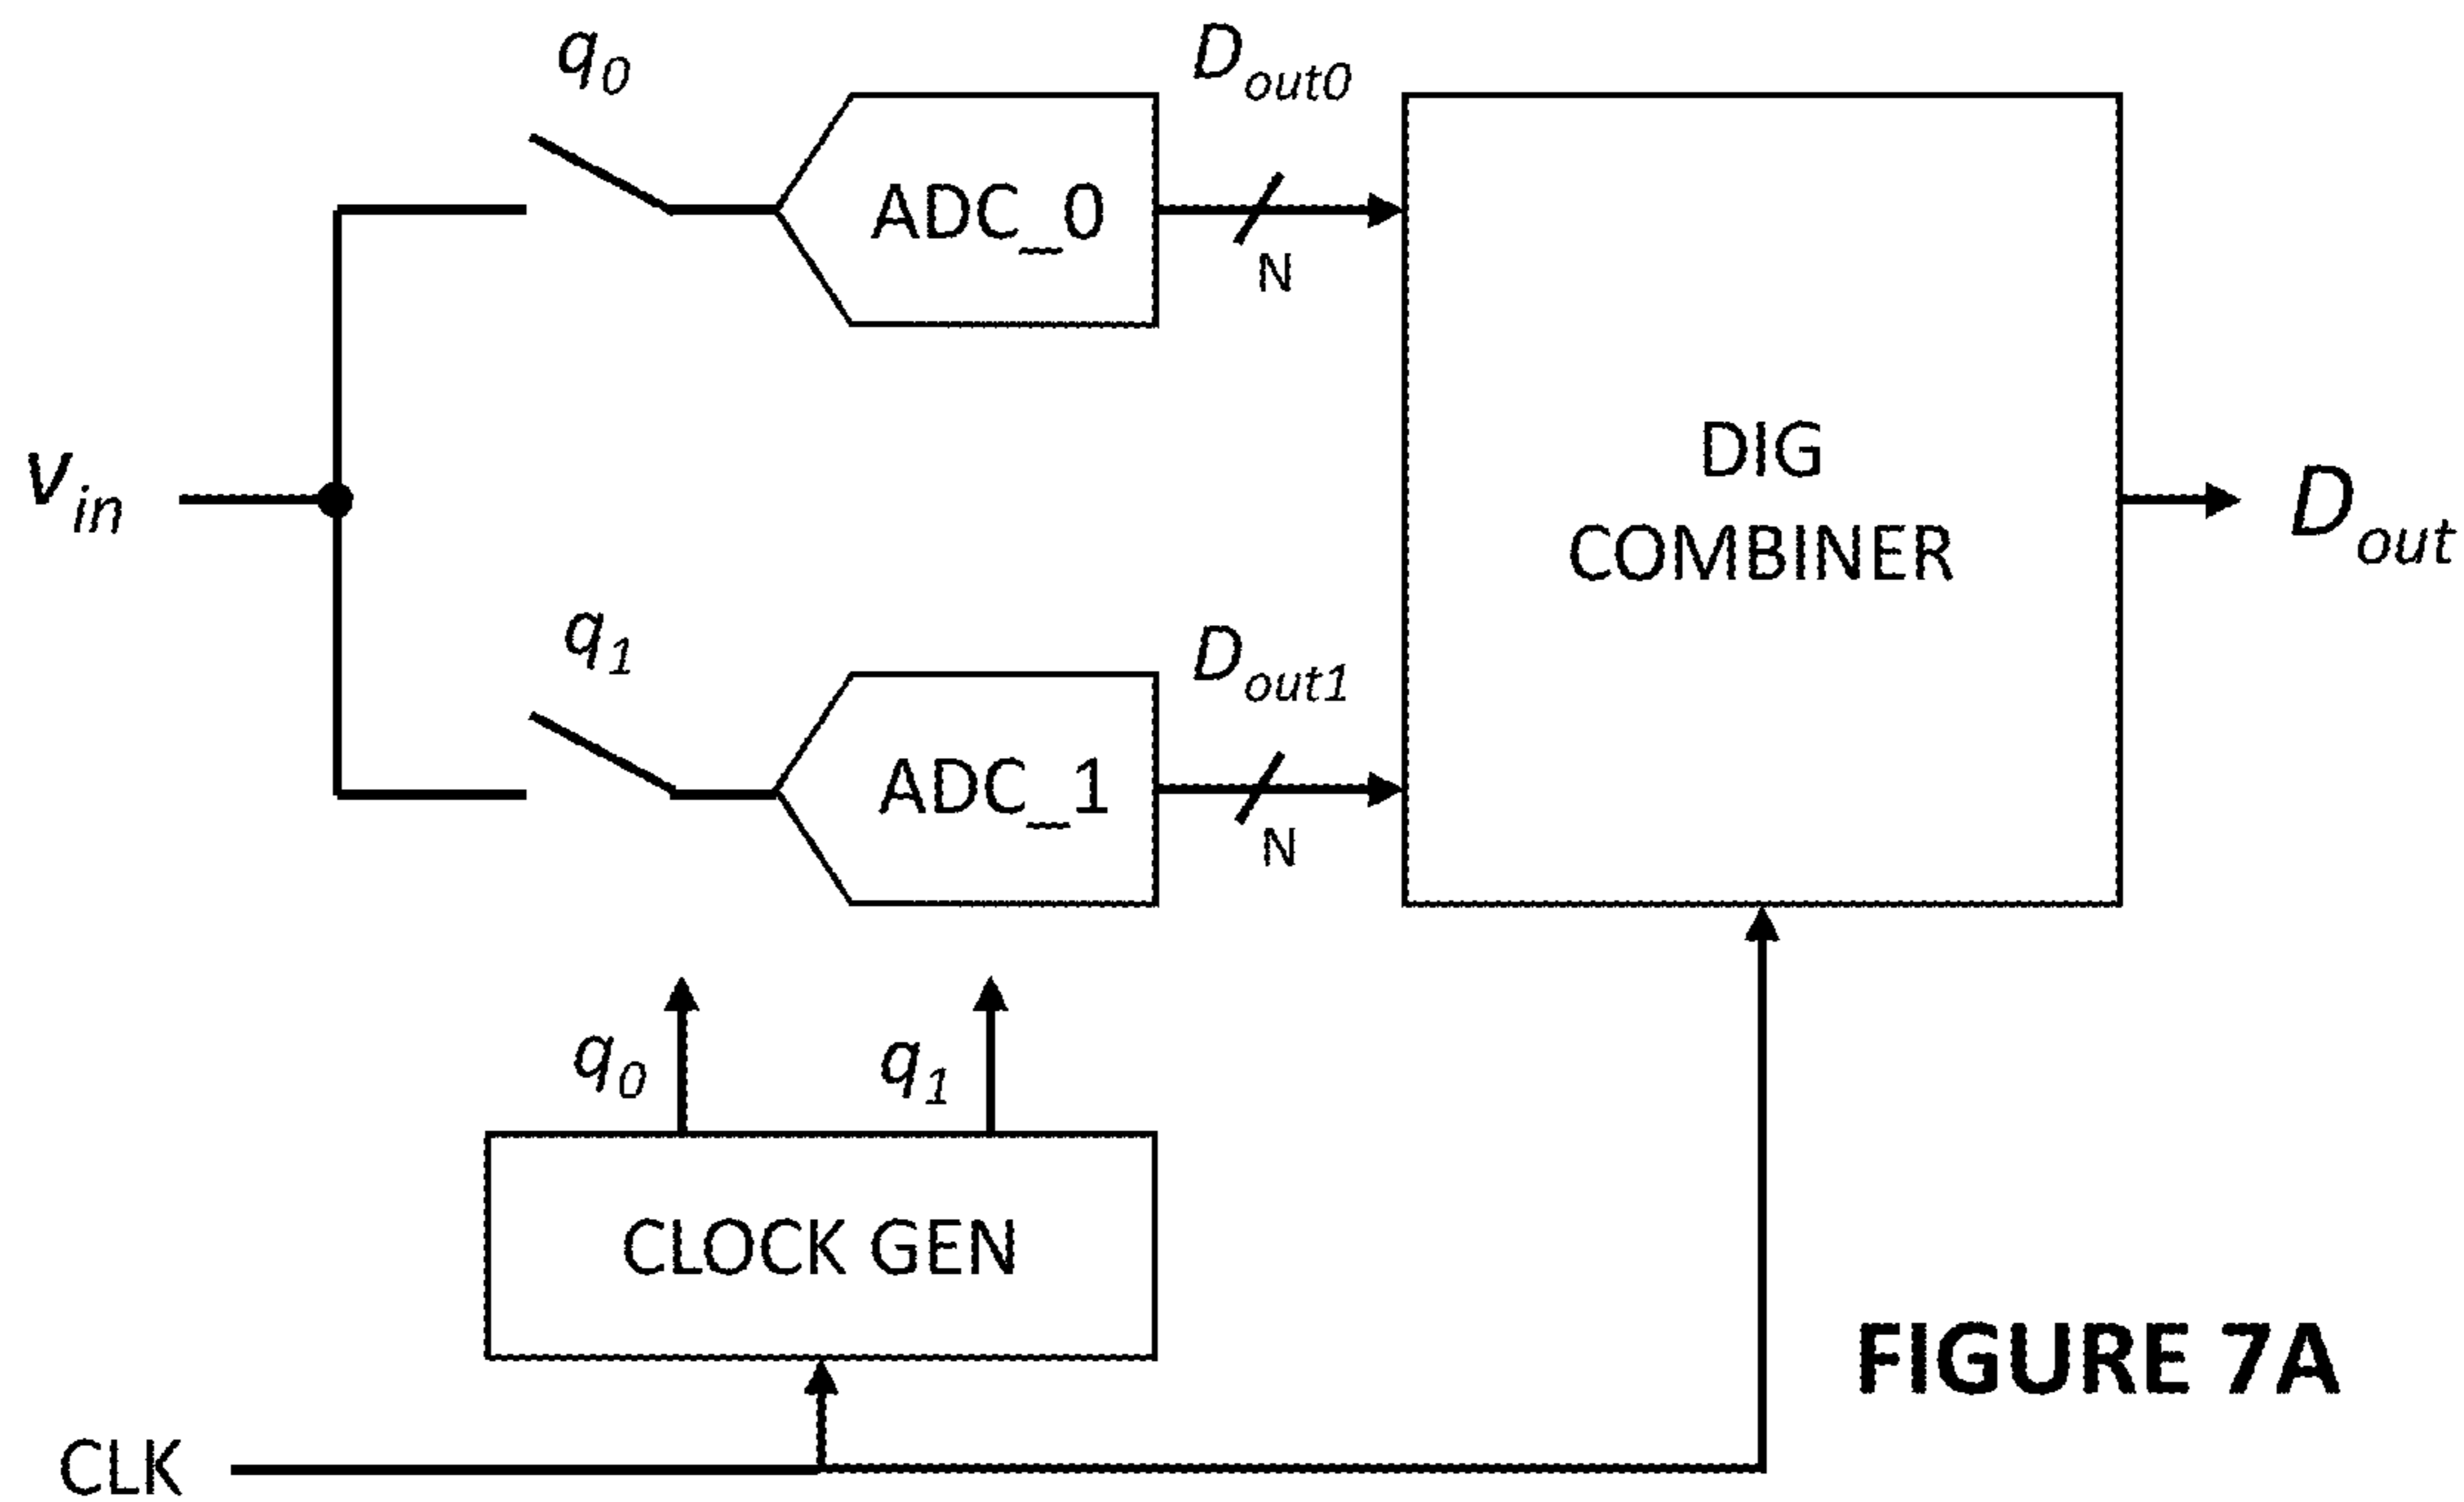 q0
Dout0
ADC_0
N
vin
DIG
COMBINER
Dout
q1
Dout1
ADC_1
N
q0
q1
CLOCK GEN
FIGURE 7A
CLK